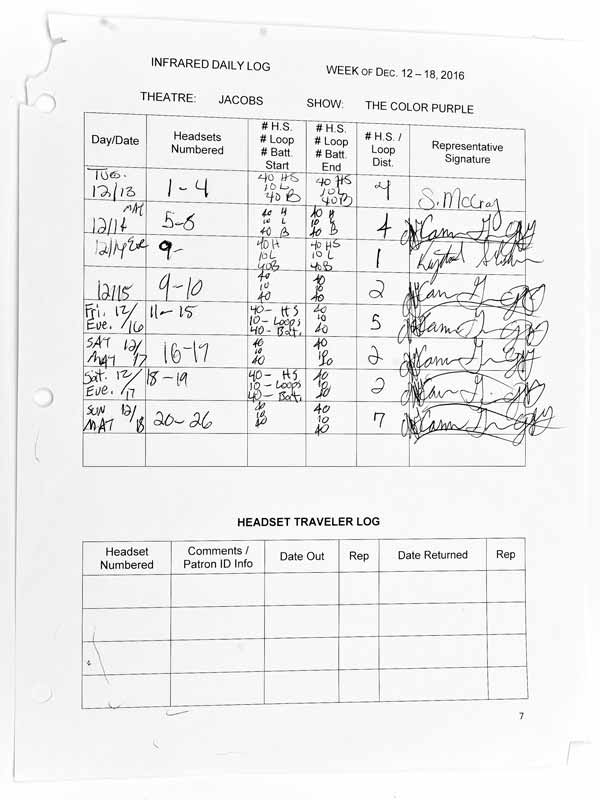 INFRARED DAILY LOG WEEK OF DEC. 12 – 18, 2016
THEATRE: JACOBS SHOW: THE COLOR PURPLE
Day/Date Headsets Numbered # H.S. # Loop # Batt. Start # H.S. # Loop # Batt. End # H.S. / Loop Dist. Representative Signature
TUES. 12/13 1-4 40 HS 10 L 40 B 40 HS 10 L 40 B 4 S. McCray
MAT 12/14 5-8 40 H 10 L 40 B 40 H 10 L 40 B 4
12/14 Eve 9- 40 H 10 L 40 B 40 HS 10 L 40 B 1
12/15 9-10 40 10 40 40 10 40 2
Fri. 12/16 Eve. 11-15 40- HS 10- Loops 40- Batt. 40 10 40 5
SAT 12/17 MAT 16-17 40 10 40 40 10 40 2
Sat. 12/17 Eve. 18-19 40- HS 10- Loops 40- Batt. 40 10 40 2
SUN 12/18 MAT 20-26 40 10 40 40 10 40 7
HEADSET TRAVELER LOG
Headset Numbered Comments / Patron ID Info Date Out Rep Date Returned Rep
7